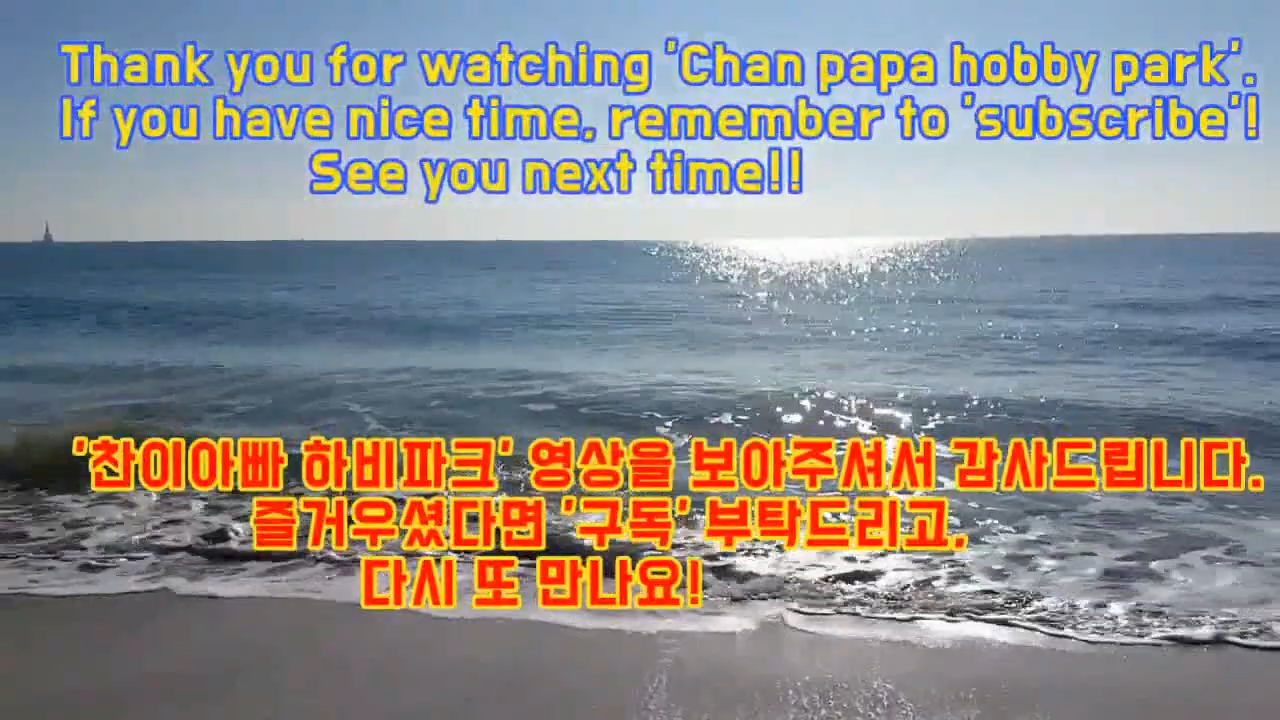 Thank you for watching 'Chan papa hobby park'.
If you have nice time, remember to 'subscribe'!
See you next time!!
'찬이아빠 하비파크' 영상을 보아주셔서 감사드립니다.
즐거우셨다면 '구독' 부탁드리고,
다시 또 만나요!